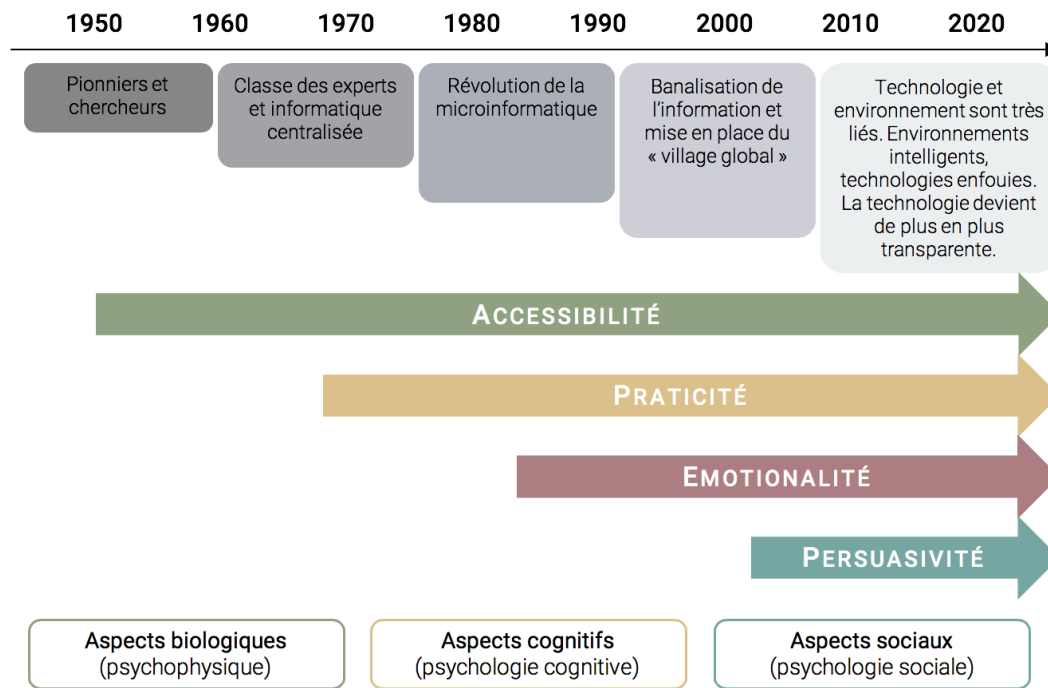 1950 1960 1970 1980 1990 2000 2010 2020
Pionniers et
chercheurs
Classe des experts
et informatique
centralisée
Révolution de la
microinformatique
Banalisation de
l'information et
mise en place du
« village global »
Technologie et
environnement sont très
liés. Environnements
intelligents,
technologies enfouies.
La technologie devient
de plus en plus
transparente.
ACCESSIBILITÉ
PRATICITÉ
EMOTIONALITÉ
PERSUASIVITÉ
Aspects biologiques
(psychophysique)
Aspects cognitifs
(psychologie cognitive)
Aspects sociaux
(psychologie sociale)